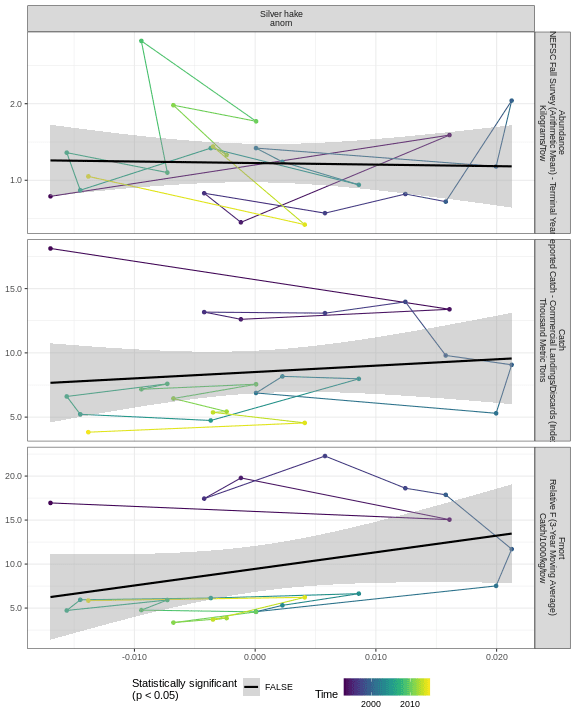 Silver hake
anom
2.0
1.0
Abundance
NEFSC Fall Survey (Arithmetic Mean) - Terminal Year
Kilograms/tow
15.0
10.0
5.0
Catch
eported Catch - Commercial Landings/Discards (Inde
Thousand Metric Tons
20.0
15.0
10.0
5.0
Fmort
Relative F (3-Year Moving Average)
Catch/1000/kg/tow
-0.010
0.000
0.010
0.020
Statistically significant
(p < 0.05)
FALSE
Time
2000
2010